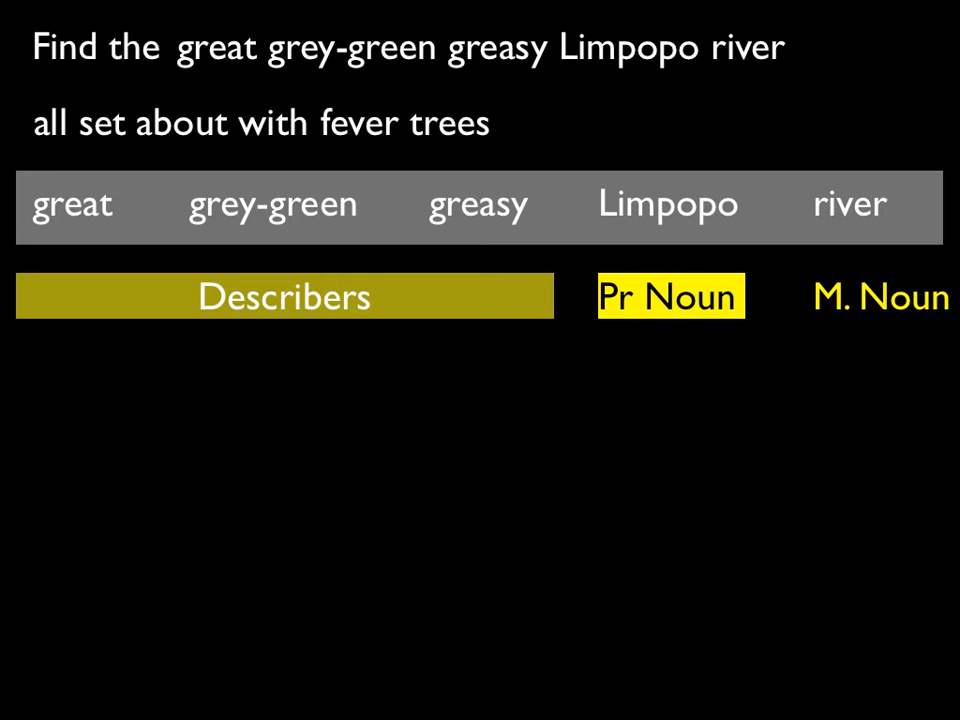 Find the great grey-green greasy Limpopo river
all set about with fever trees
great grey-green greasy Limpopo river
Describers Pr Noun M. Noun